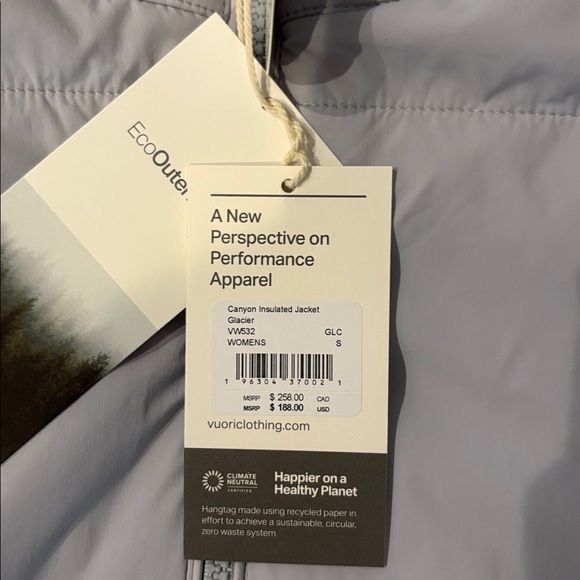 EcoOuter
A New
Perspective on
Performance
Apparel
Canyon Insulated Jacket
Glacier
VW532 GLC
WOMENS S
1 96304 37002 1
MSRP $ 258.00 CAD
MSRP $ 188.00 USD
vuoriclothing.com
CLIMATE
NEUTRAL
CERTIFIED
Happier on a
Healthy Planet
Hangtag made using recycled paper in
effort to achieve a sustainable, circular,
zero waste system.